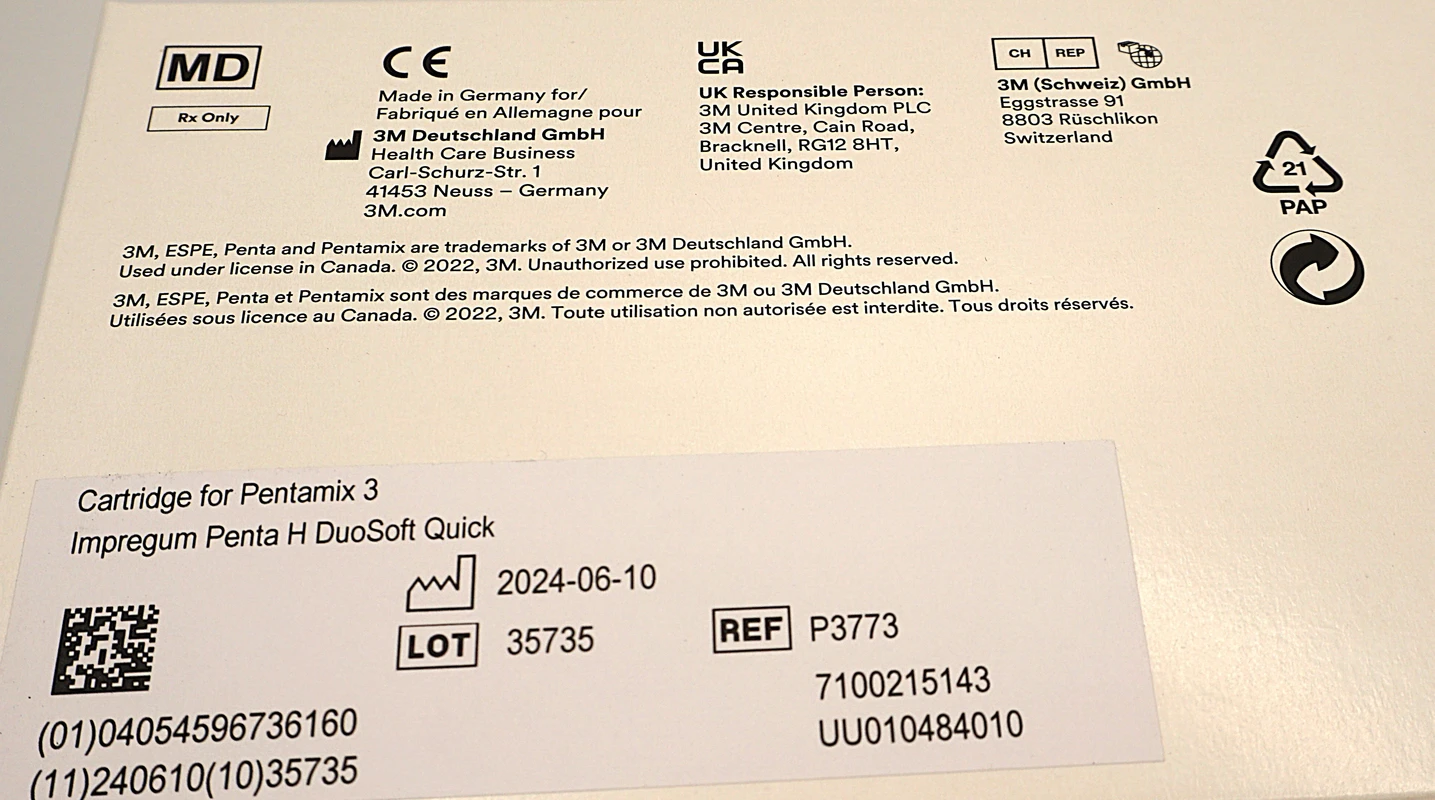 MD
Rx Only
CE
Made in Germany for/
Fabriqué en Allemagne pour
3M Deutschland GmbH
Health Care Business
Carl-Schurz-Str. 1
41453 Neuss – Germany
3M.com
UK
CA
UK Responsible Person:
3M United Kingdom PLC
3M Centre, Cain Road,
Bracknell, RG12 8HT,
United Kingdom
CH REP
3M (Schweiz) GmbH
Eggstrasse 91
8803 Rüschlikon
Switzerland
21
PAP
3M, ESPE, Penta and Pentamix are trademarks of 3M or 3M Deutschland GmbH.
Used under license in Canada. © 2022, 3M. Unauthorized use prohibited. All rights reserved.
3M, ESPE, Penta et Pentamix sont des marques de commerce de 3M ou 3M Deutschland GmbH.
Utilisées sous licence au Canada. © 2022, 3M. Toute utilisation non autorisée est interdite. Tous droits réservés.
Cartridge for Pentamix 3
Impregum Penta H DuoSoft Quick
2024-06-10
LOT 35735
REF P3773
7100215143
UU010484010
(01)04054596736160
(11)240610(10)35735